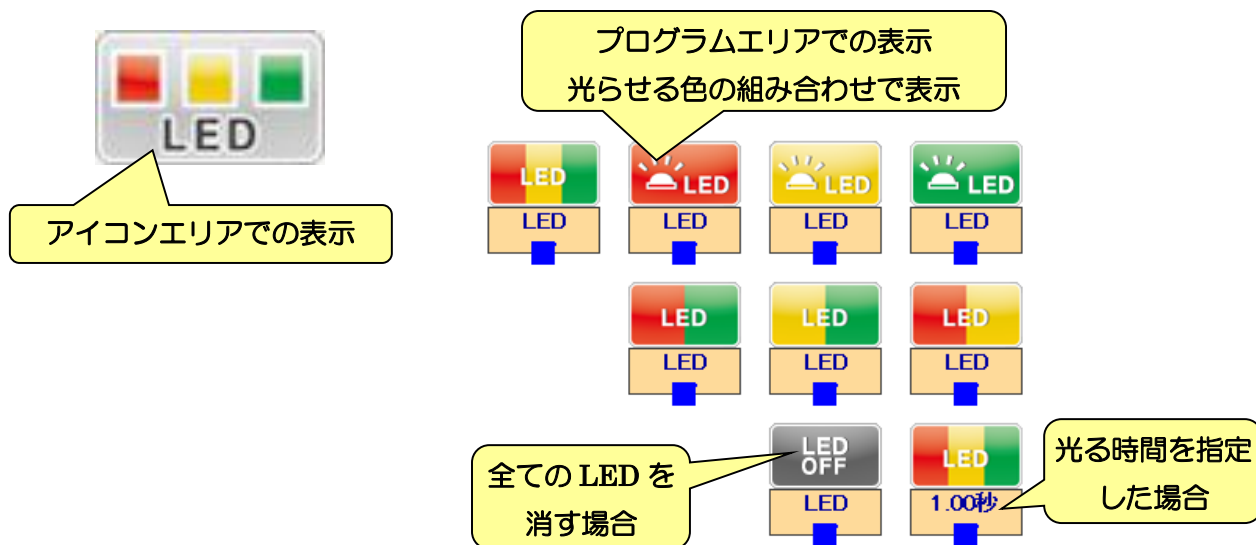 LED
アイコンエリアでの表示
プログラムエリアでの表示
光らせる色の組み合わせで表示
LED LED LED LED
LED LED LED LED
LED LED LED
LED LED LED
LED OFF LED
LED 1.00秒
全ての LED を
消す場合
光る時間を指定
した場合